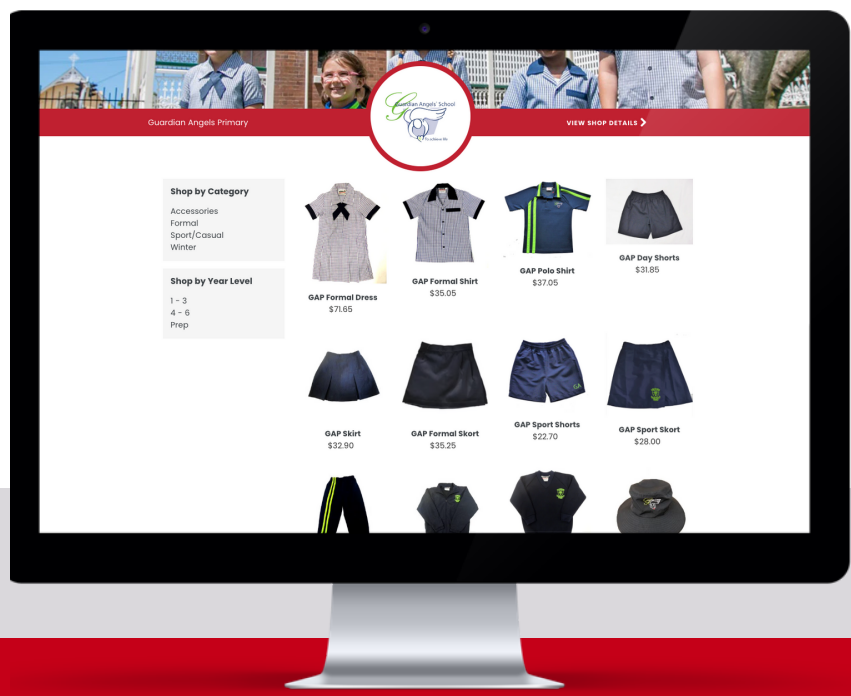 Guardian Angels Primary
Guardian Angels' School
VIEW SHOP DETAILS
Shop by Category
Accessories
Formal
Sport/Casual
Winter
Shop by Year Level
1 - 3
4 - 6
Prep
GAP Formal Dress
$71.65
GAP Formal Shirt
$35.05
GAP Polo Shirt
$37.05
GAP Day Shorts
$31.85
GAP Skirt
$32.90
GAP Formal Skort
$35.25
GAP Sport Shorts
$22.70
GA
GAP Sport Skort
$28.00